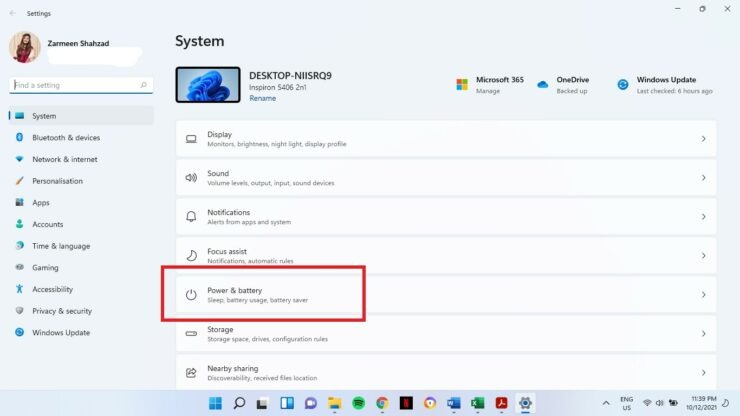 Settings
Zarmeen Shahzad
Find a setting
System
Bluetooth & devices
Network & internet
Personalisation
Apps
Accounts
Time & language
Gaming
Accessibility
Privacy & security
Windows Update
System
DESKTOP-NIISRQ9
Inspiron 5406 2n1
Rename
Microsoft 365
Manage
OneDrive
Backed up
Windows Update
Last checked: 6 hours ago
Display
Monitors, brightness, night light, display profile
Sound
Volume levels, output, input, sound devices
Notifications
Alerts from apps and system
Focus assist
Notifications, automatic rules
Power & battery
Sleep, battery usage, battery saver
Storage
Storage space, drives, configuration rules
Nearby sharing
Discoverability, received files location
ENG
US
11:39 PM
10/12/2021